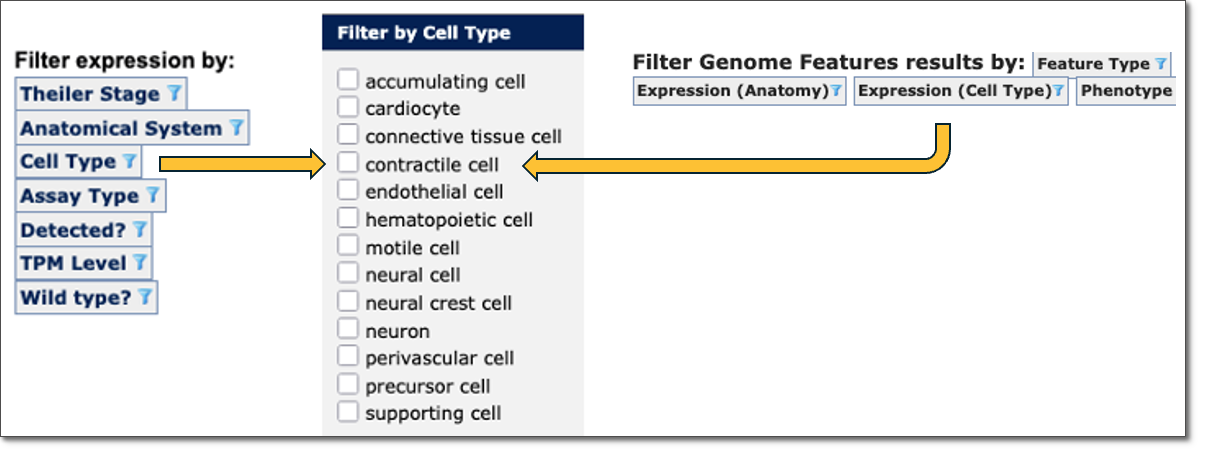 Filter expression by:
Theiler Stage
Anatomical System
Cell Type
Assay Type
Detected?
TPM Level
Wild type?
Filter by Cell Type
accumulating cell
cardiocyte
connective tissue cell
contractile cell
endothelial cell
hematopoietic cell
motile cell
neural cell
neural crest cell
neuron
perivascular cell
precursor cell
supporting cell
Filter Genome Features results by: Feature Type
Expression (Anatomy) Expression (Cell Type) Phenotype